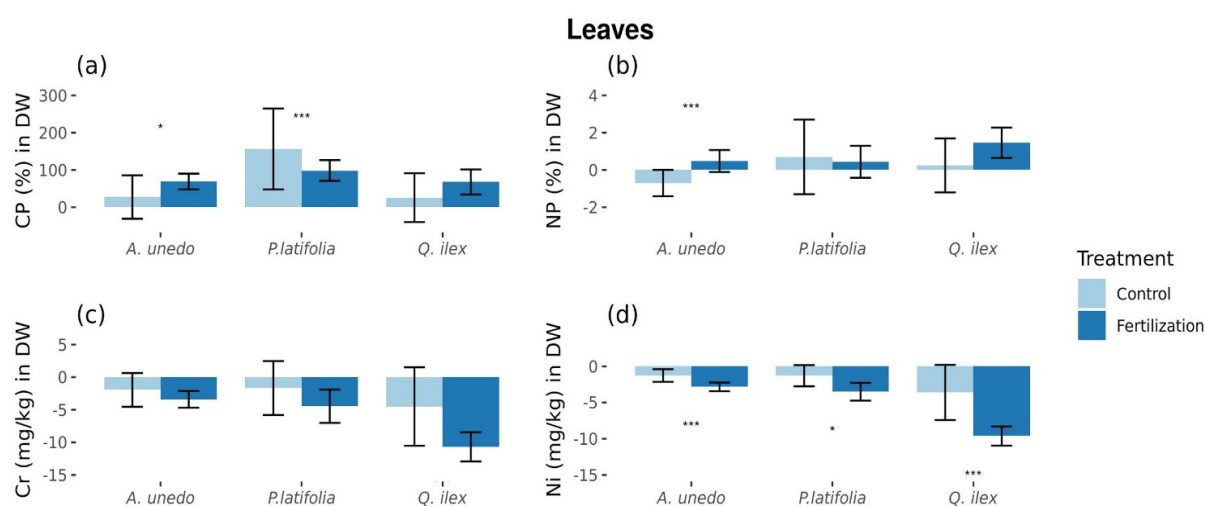 Leaves
(a)
CP (%) in DW
300
200
100
0
*
***
A. unedo
P.latifolia
Q. ilex
(b)
NP (%) in DW
4
2
0
-2
***
A. unedo
P.latifolia
Q. ilex
(c)
Cr (mg/kg) in DW
5
0
-5
-10
-15
A. unedo
P.latifolia
Q. ilex
(d)
Ni (mg/kg) in DW
0
-5
-10
-15
***
*
***
A. unedo
P.latifolia
Q. ilex
Treatment
Control
Fertilization